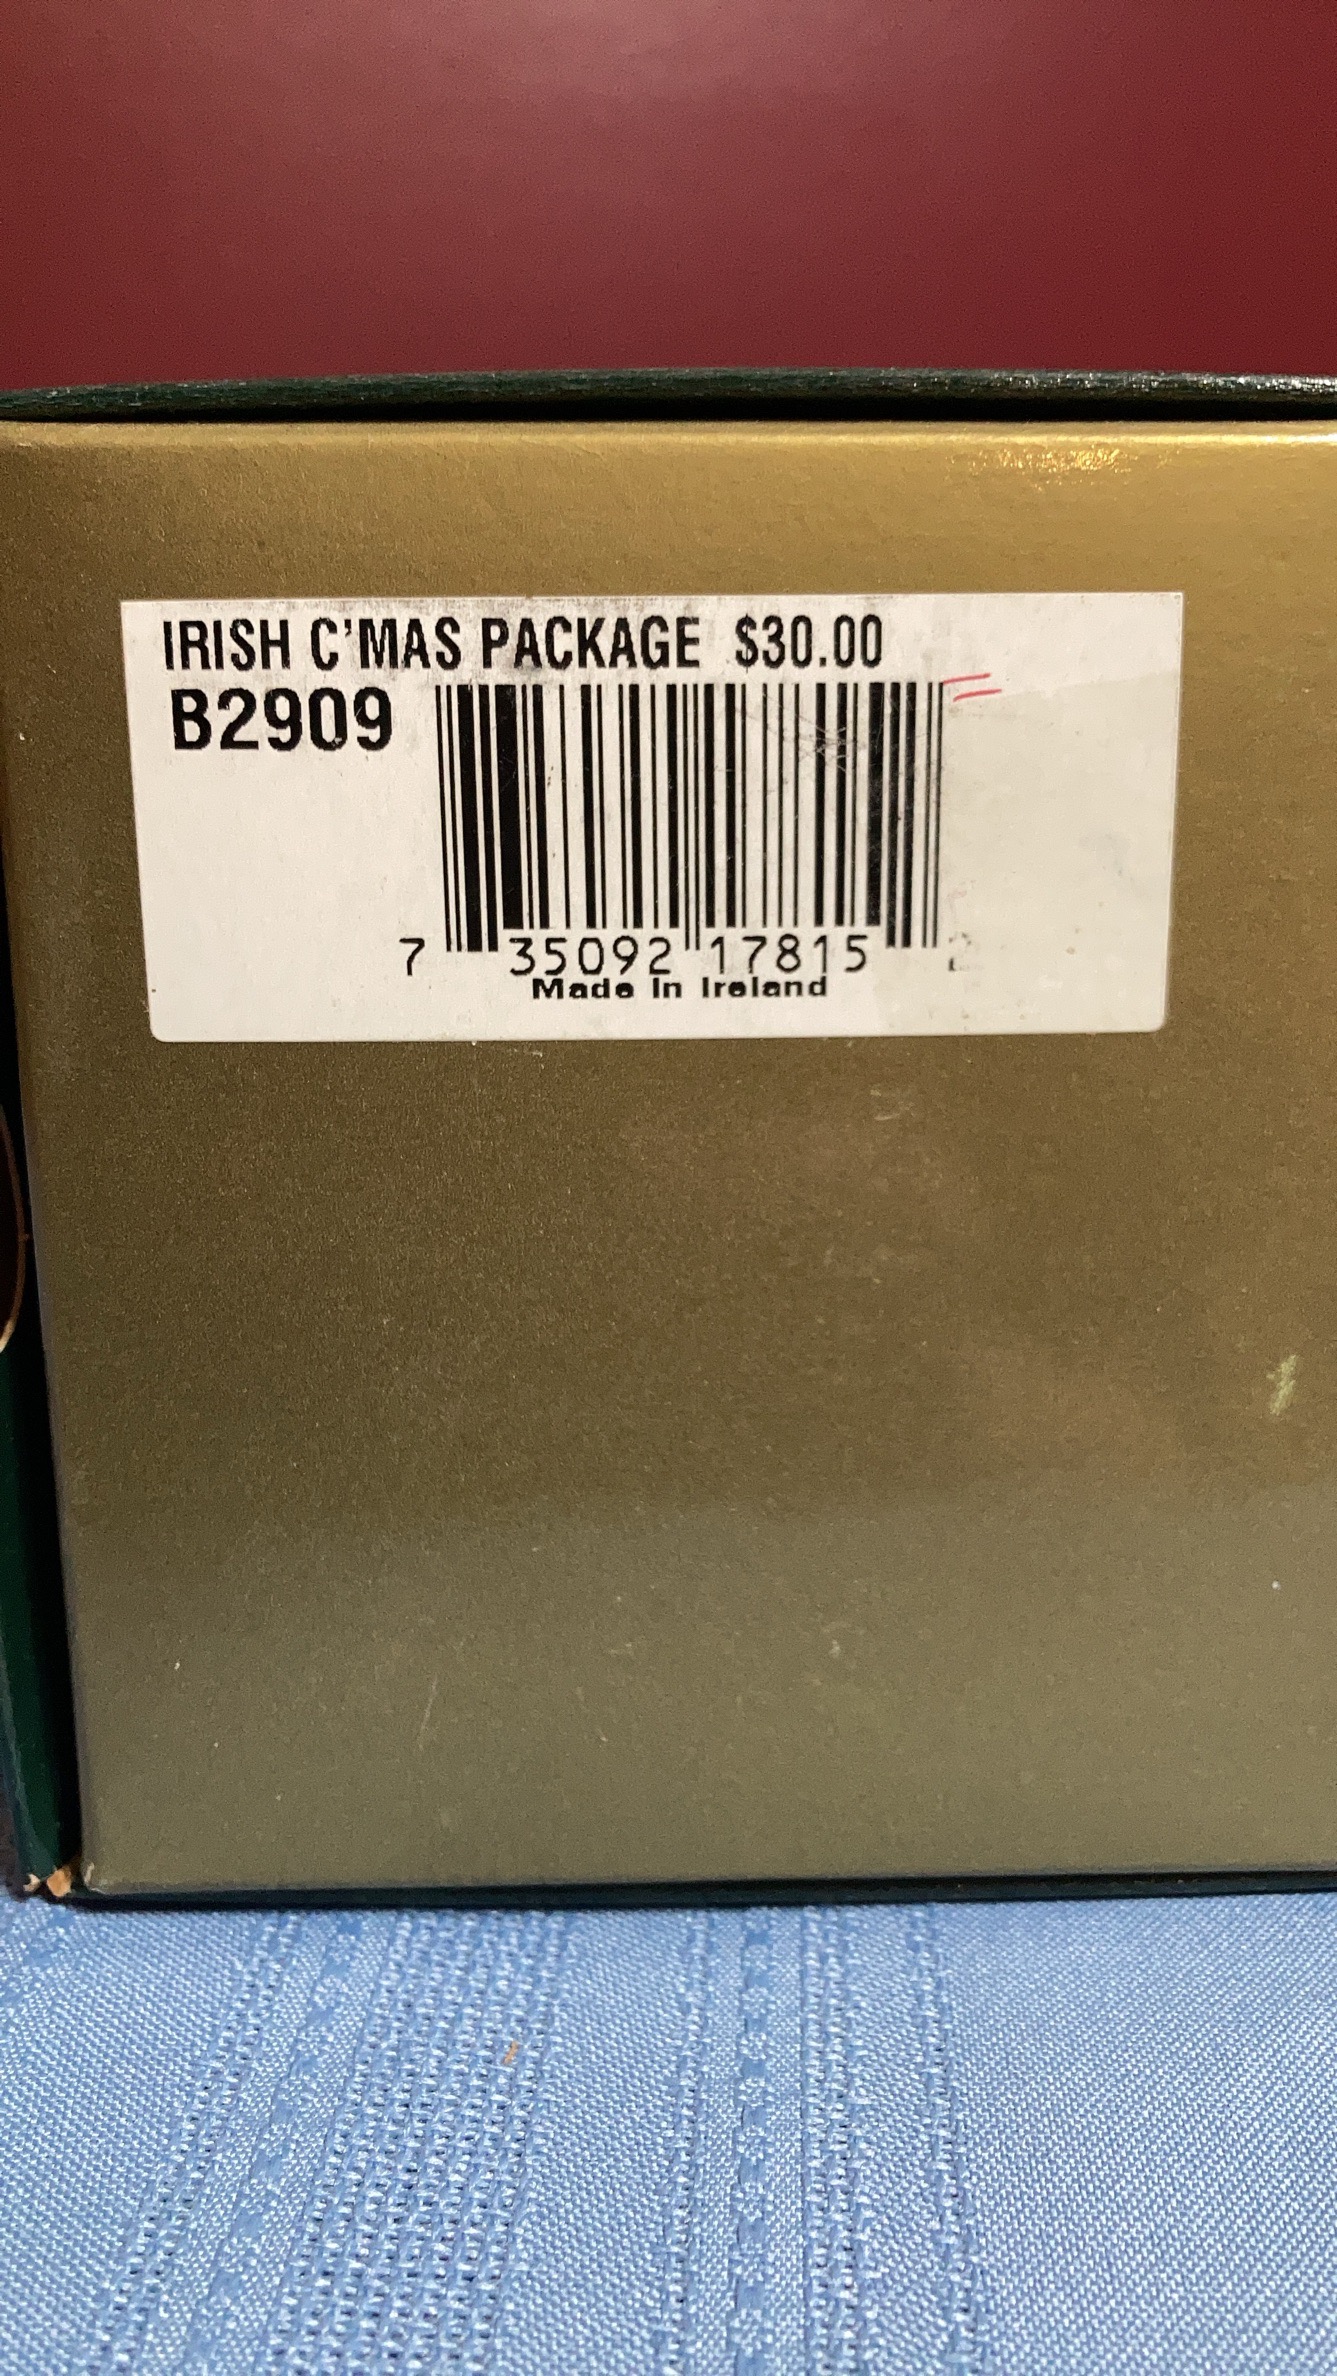 IRISH C'MAS PACKAGE $30.00
B2909
7 35092 17815
Made In Ireland